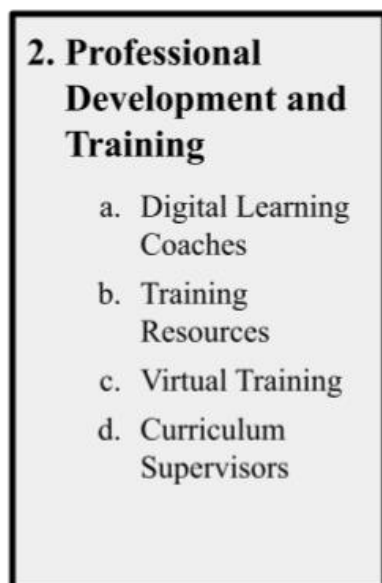 2. Professional
Development and
Training
a. Digital Learning
Coaches
b. Training
Resources
c. Virtual Training
d. Curriculum
Supervisors